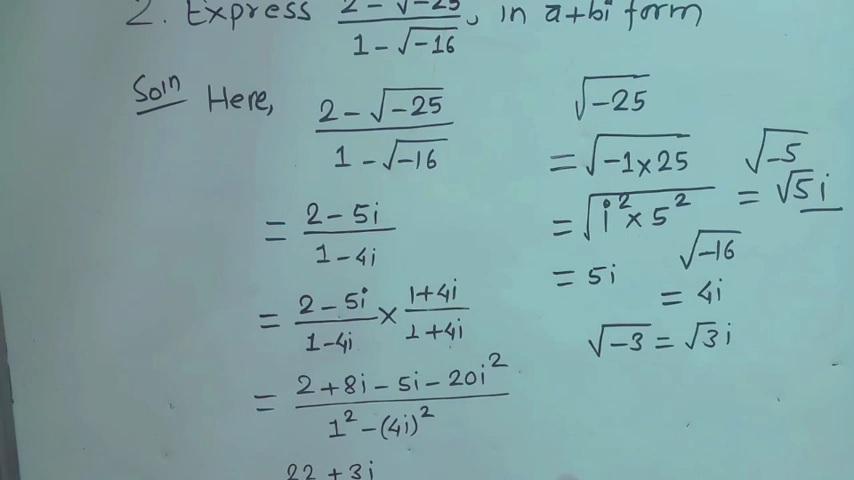 2. Express (2 - √-25)/(1 - √-16), in a+bi form
Soln Here,
(2 - √-25)/(1 - √-16)
= (2 - 5i)/(1 - 4i)
= (2 - 5i)/(1 - 4i) × (1 + 4i)/(1 + 4i)
= (2 + 8i - 5i - 20i²)/(1² - (4i)²)
22 + 3i
√-25
= √-1×25
= √i² × 5²
= 5i
√-5
= √5 i
√-16
= 4i
√-3 = √3 i